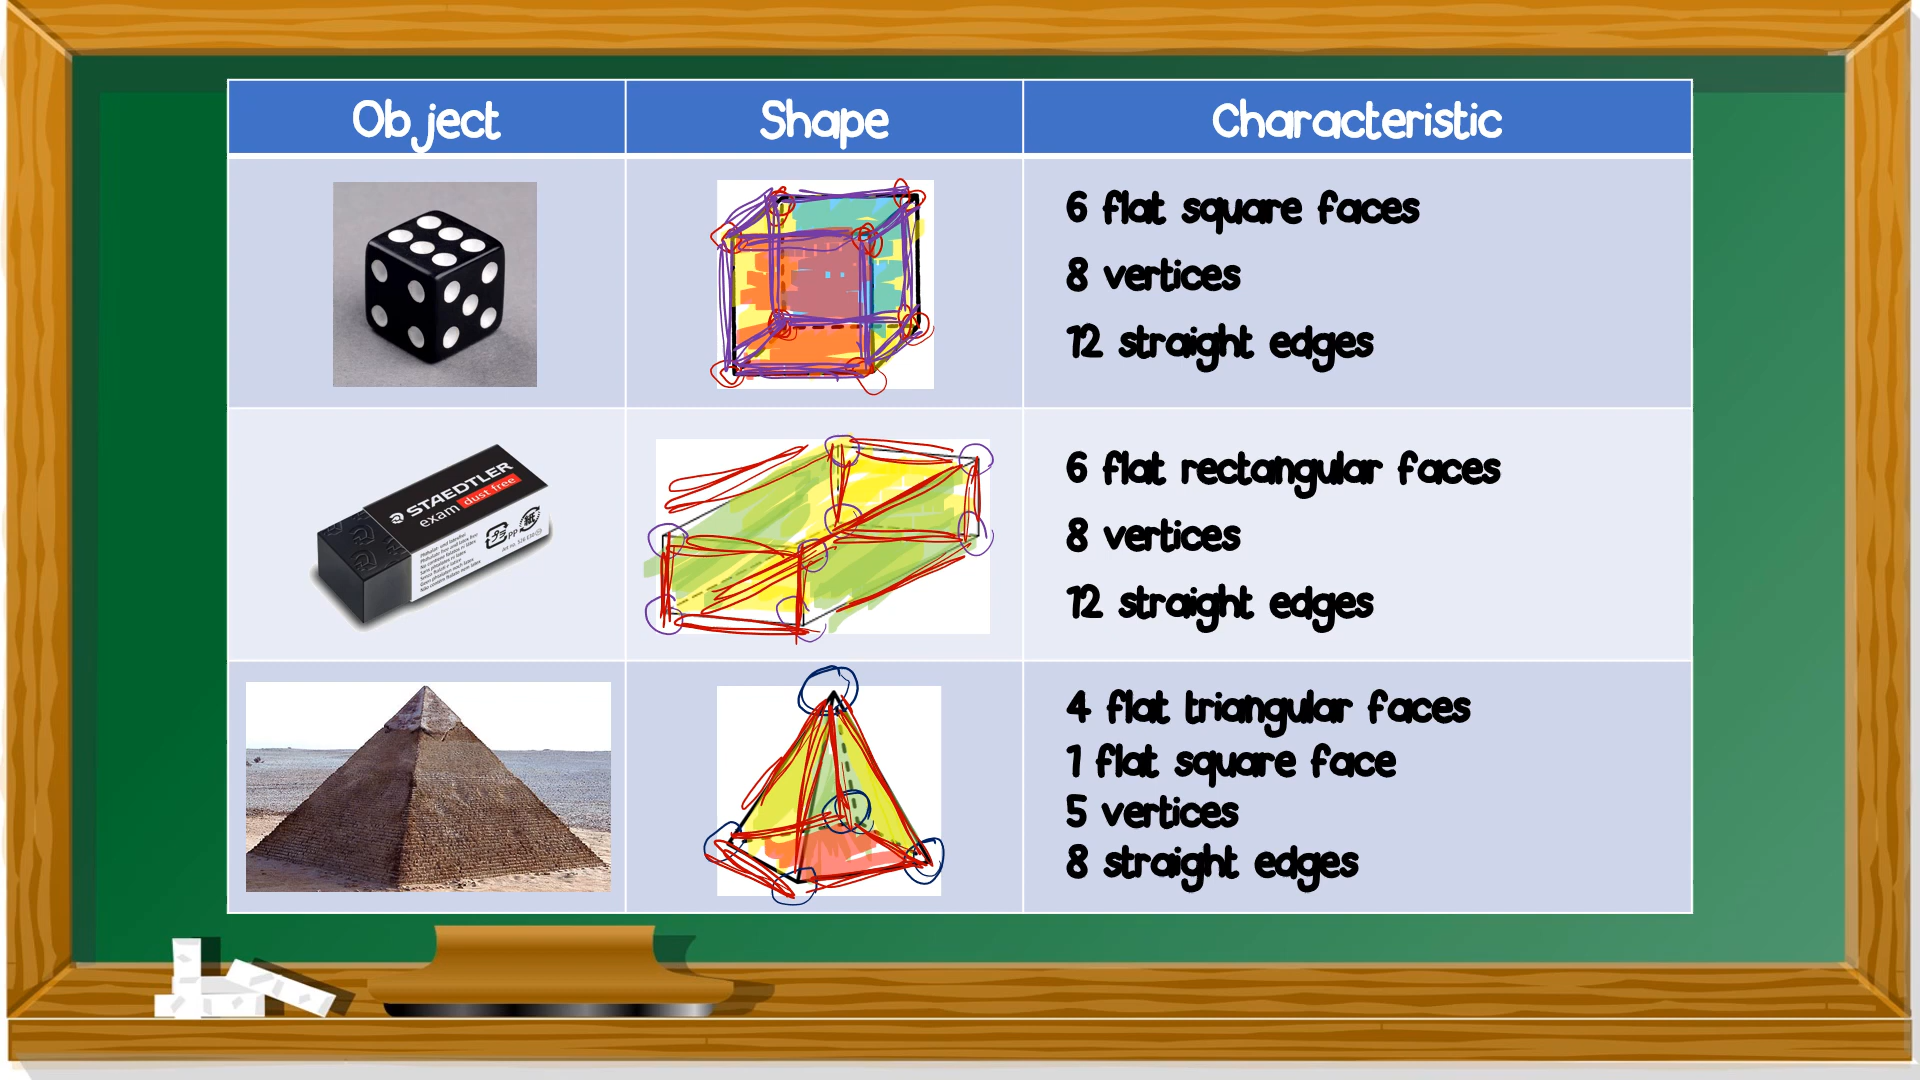 Object
Shape
Characteristic
6 flat square faces
8 vertices
12 straight edges
STAEDTLER
exam dust free
PP
6 flat rectangular faces
8 vertices
12 straight edges
4 flat triangular faces
1 flat square face
5 vertices
8 straight edges